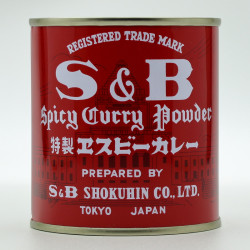 REGISTERED TRADE MARK
S & B
Spicy Curry Powder
特製エスビーカレー
PREPARED BY
S&B SHOKUHIN CO., LTD.
TOKYO JAPAN